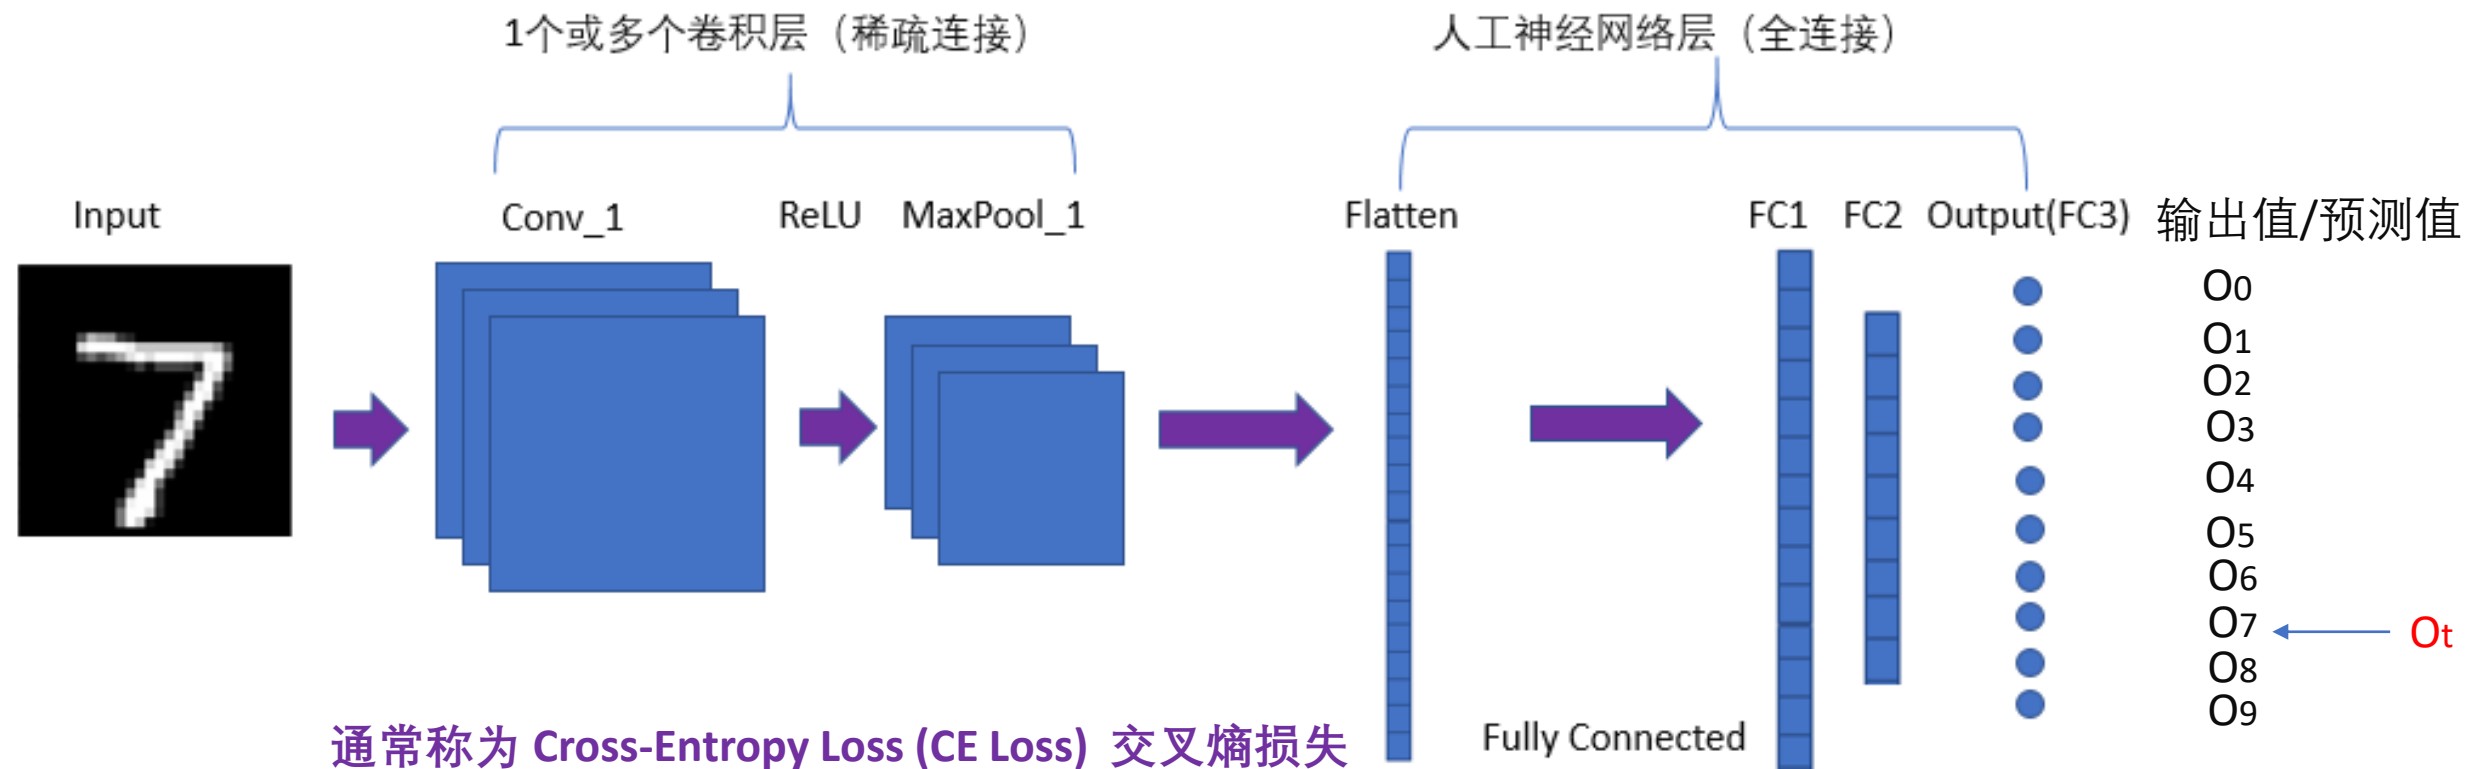 1个或多个卷积层（稀疏连接）
人工神经网络层（全连接）
Input
Conv_1
ReLU
MaxPool_1
Flatten
FC1
FC2
Output(FC3)
输出值/预测值
O0
O1
O2
O3
O4
O5
O6
O7
Ot
O8
O9
Fully Connected
通常称为 Cross-Entropy Loss (CE Loss) 交叉熵损失
7